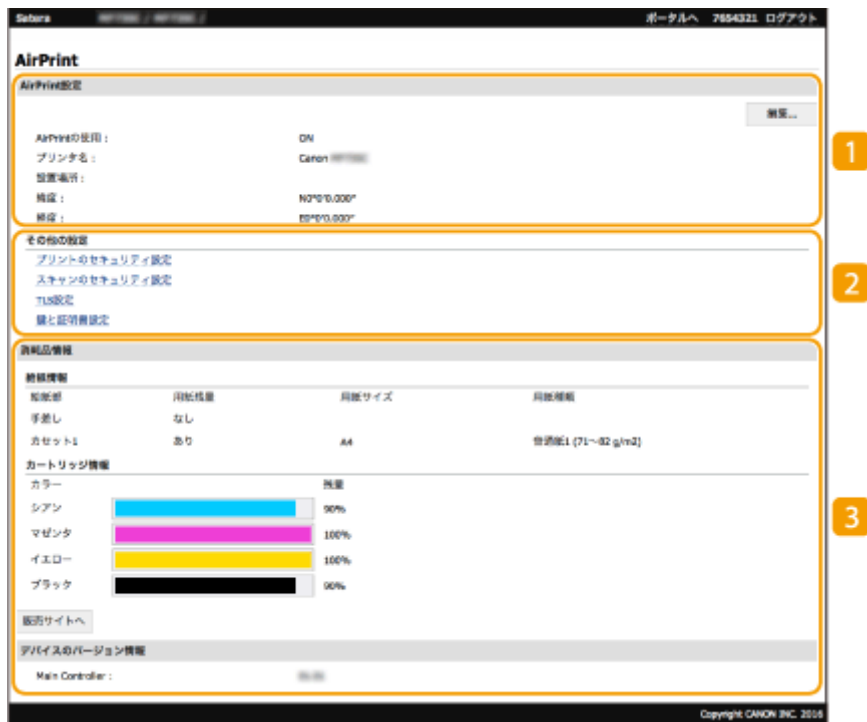 Satera
ポータルへ 7654321 ログアウト
AirPrint
AirPrint設定
編集...
1
AirPrintの使用: ON
プリンタ名: Canon
設置場所:
緯度: N0°0'0.000"
経度: E0°0'0.000"
その他の設定
プリントのセキュリティ設定
スキャンのセキュリティ設定
2
TLS設定
鍵と証明書設定
消耗品情報
給紙情報
給紙部 用紙残量 用紙サイズ 用紙種類
手差し なし
カセット1 あり A4 普通紙1 (71～82 g/m2)
カートリッジ情報
カラー 残量
シアン 90%
3
マゼンタ 100%
イエロー 100%
ブラック 90%
販売サイトへ
デバイスのバージョン情報
Main Controller :
Copyright CANON INC. 2016